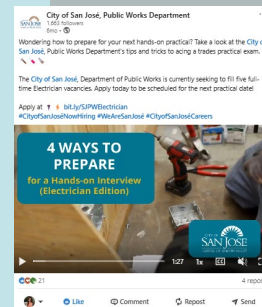 City of San José, Public Works Department
1,663 followers
6mo
Wondering how to prepare for your next hands-on practical? Take a look at the City o
San José, Public Works Department's tips and tricks to acing a trades practical exam.
The City of San José, Department of Public Works is currently seeking to fill five full-
time Electrician vacancies. Apply today to be scheduled for the next practical date!
Apply at bit.ly/SJPWElectrician
#CityofSanJoséNowHiring #WeAreSanJosé #CityofSanJoséCareers
4 WAYS TO
PREPARE
for a Hands-on Interview
(Electrician Edition)
CITY OF
SAN JOSE
1:27 1x
21
4 repos
Like Comment Repost Send